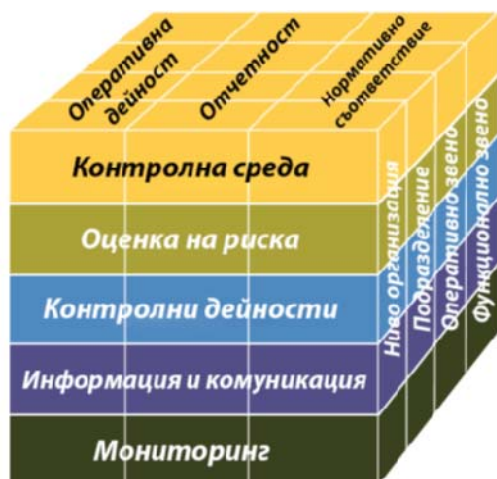 Оперативна
дейност
Отчетност
Нормативно
съответствие
Контролна среда
Оценка на риска
Контролни дейности
Информация и комуникация
Мониторинг
Ниво организация
Подразделение
Оперативно звено
Функционално звено